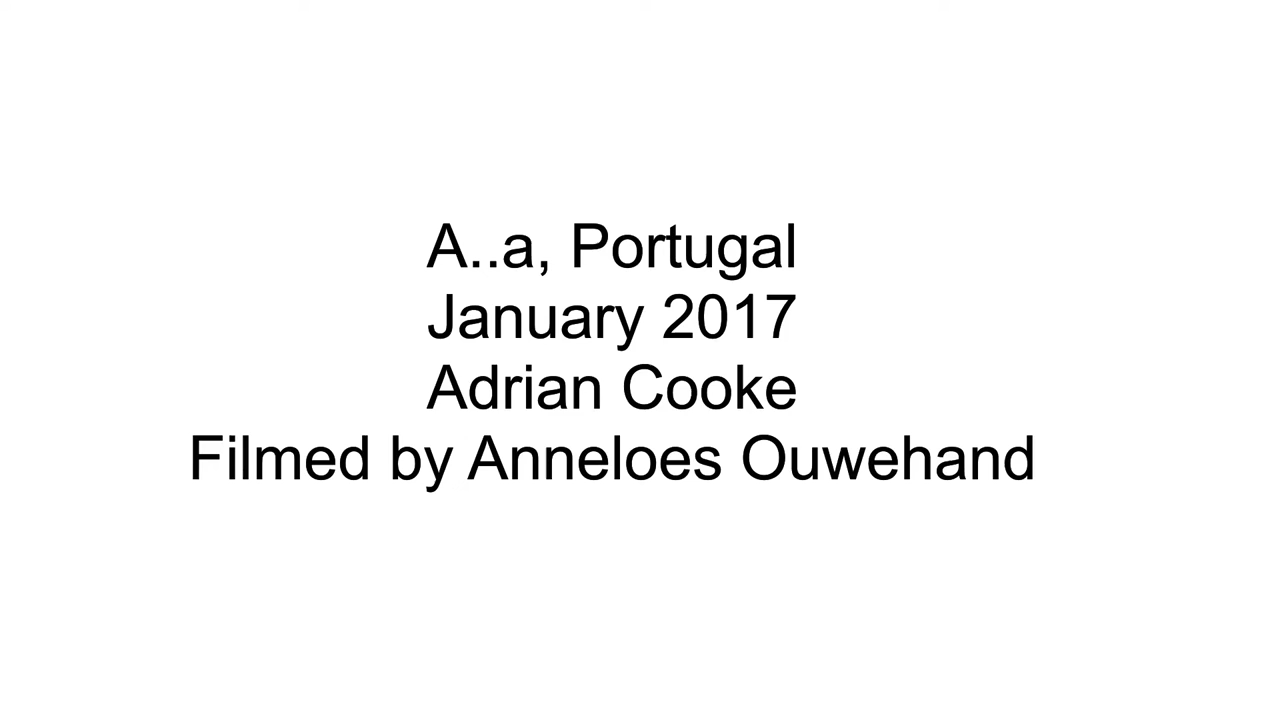 A..a, Portugal
January 2017
Adrian Cooke
Filmed by Anneloes Ouwehand